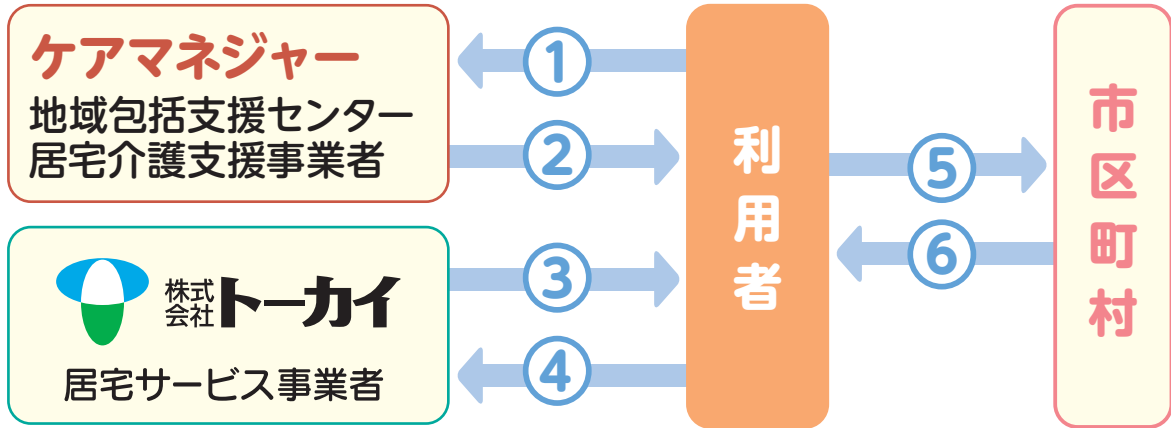 ケアマネジャー
地域包括支援センター
居宅介護支援事業者
①
②
株式会社トーカイ
居宅サービス事業者
③
④
利用者
⑤
⑥
市区町村